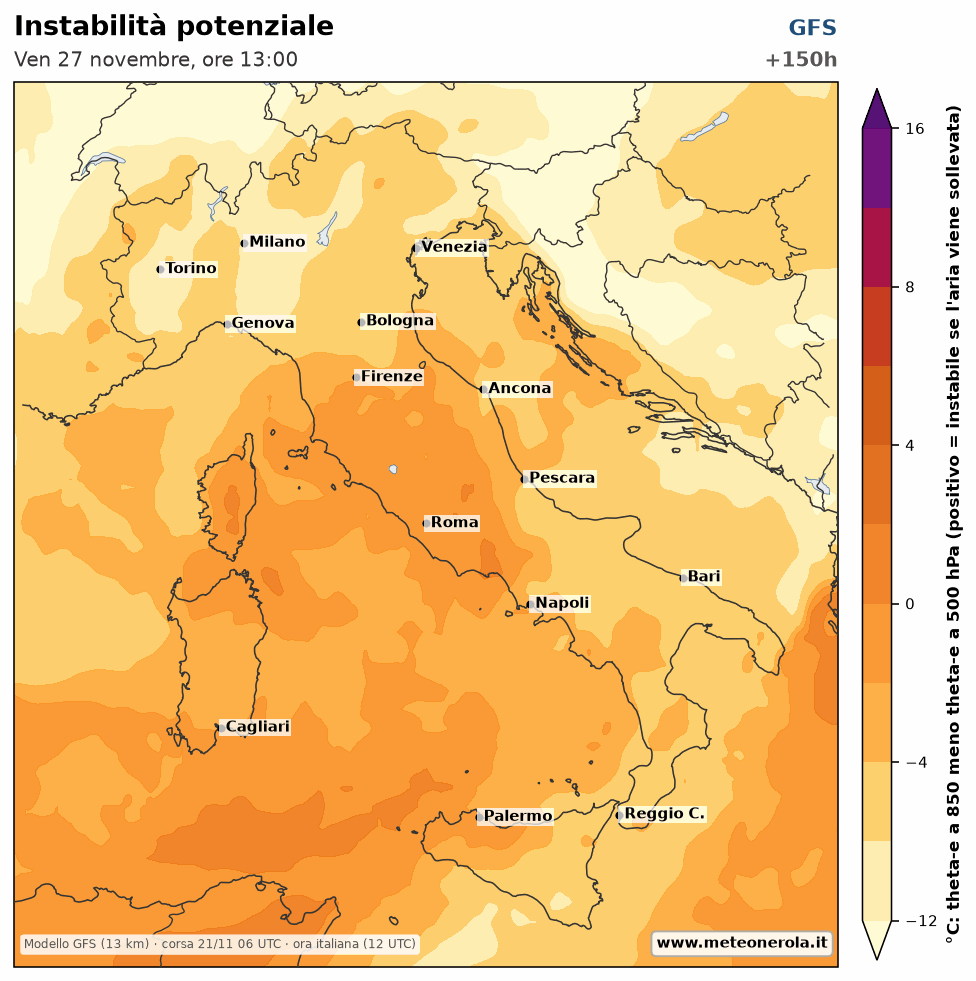 Instabilità potenziale
GFS
Ven 27 novembre, ore 13:00
+150h
Milano
Venezia
Torino
Genova
Bologna
Firenze
Ancona
Pescara
Roma
Bari
Napoli
Cagliari
Palermo
Reggio C.
Modello GFS (13 km) · corsa 21/11 06 UTC · ora italiana (12 UTC)
www.meteonerola.it
16
8
4
0
−4
−12
°C: theta-e a 850 meno theta-e a 500 hPa (positivo = instabile se l'aria viene sollevata)